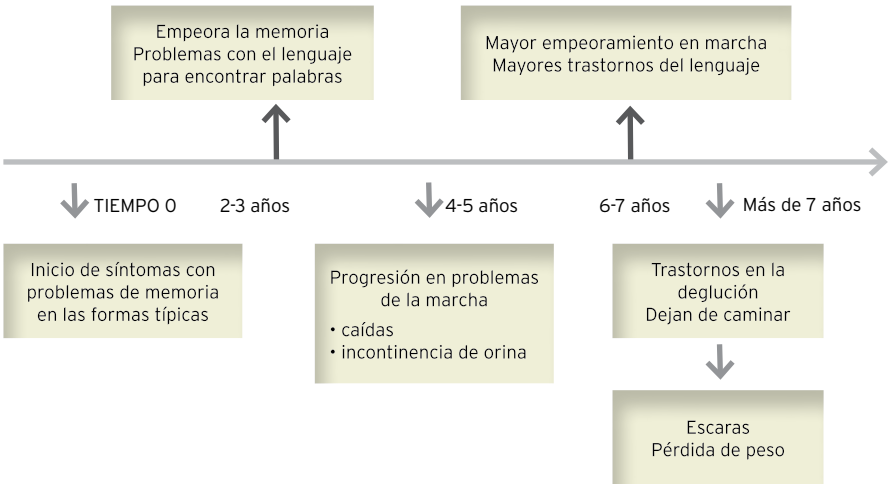 Empeora la memoria
Problemas con el lenguaje
para encontrar palabras
Mayor empeoramiento en marcha
Mayores trastornos del lenguaje
TIEMPO 0
2-3 años
4-5 años
6-7 años
Más de 7 años
Inicio de síntomas con
problemas de memoria
en las formas típicas
Progresión en problemas
de la marcha
• caídas
• incontinencia de orina
Trastornos en la
deglución
Dejan de caminar
Escaras
Pérdida de peso